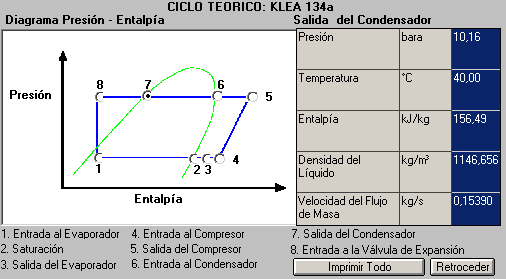 CICLO TEORICO: KLEA 134a
Diagrama Presión - Entalpía
Salida del Condensador
Presión bara 10,16
Temperatura °C 40,00
Entalpía kJ/kg 156,49
Densidad del Líquido kg/m³ 1146,656
Velocidad del Flujo de Masa kg/s 0,15390
Presión
8 7 6 5
1 2 3 4
Entalpía
1. Entrada al Evaporador 4. Entrada al Compresor 7. Salida del Condensador
2. Saturación 5. Salida del Compresor 8. Entrada a la Válvula de Expansión
3. Salida del Evaporador 6. Entrada al Condensador
Imprimir Todo Retroceder